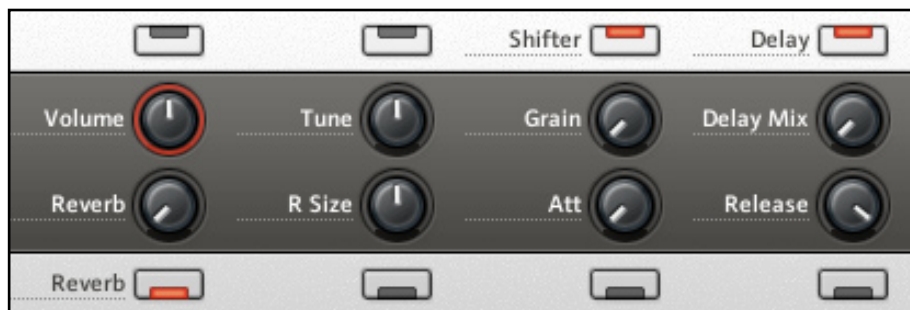 Shifter Delay
Volume Tune Grain Delay Mix
Reverb R Size Att Release
Reverb